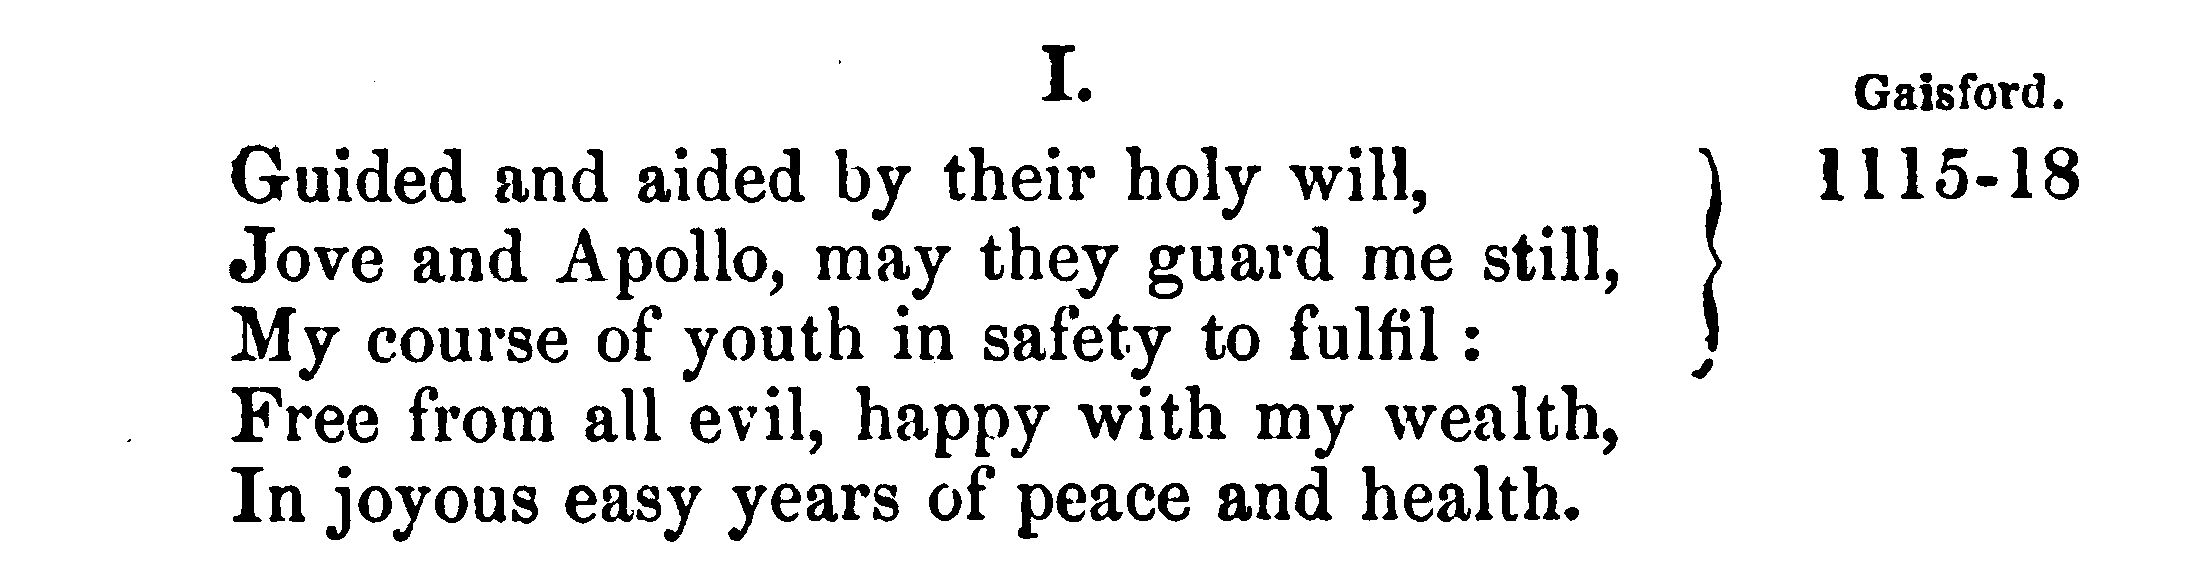 I.
Gaisford.
Guided and aided by their holy will,
1115-18
Jove and Apollo, may they guard me still,
My course of youth in safety to fulfil :
Free from all evil, happy with my wealth,
In joyous easy years of peace and health.